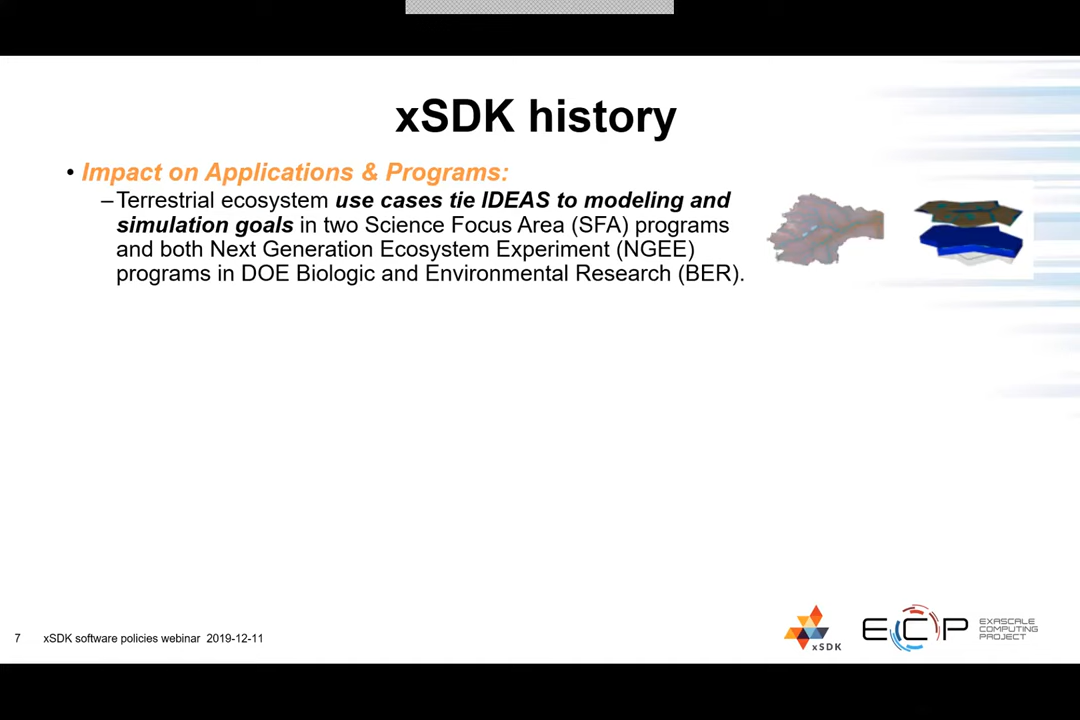 xSDK history
• Impact on Applications & Programs:
–Terrestrial ecosystem use cases tie IDEAS to modeling and
simulation goals in two Science Focus Area (SFA) programs
and both Next Generation Ecosystem Experiment (NGEE)
programs in DOE Biologic and Environmental Research (BER).
7 xSDK software policies webinar 2019-12-11
xSDK
ECP
EXASCALE
COMPUTING
PROJECT